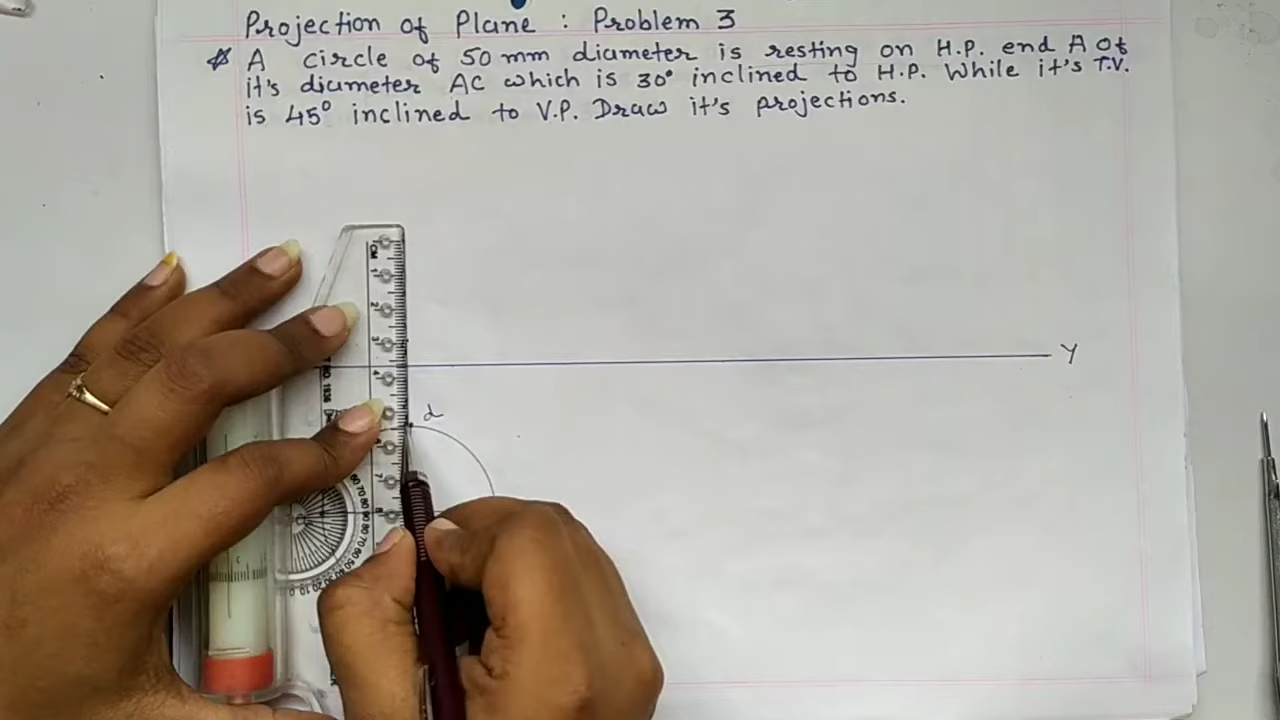 Projection of Plane : Problem 3
A circle of 50 mm diameter is resting on H.P. end A of
it's diameter AC which is 30° inclined to H.P. While it's T.V.
is 45° inclined to V.P. Draw it's projections.
Y
d